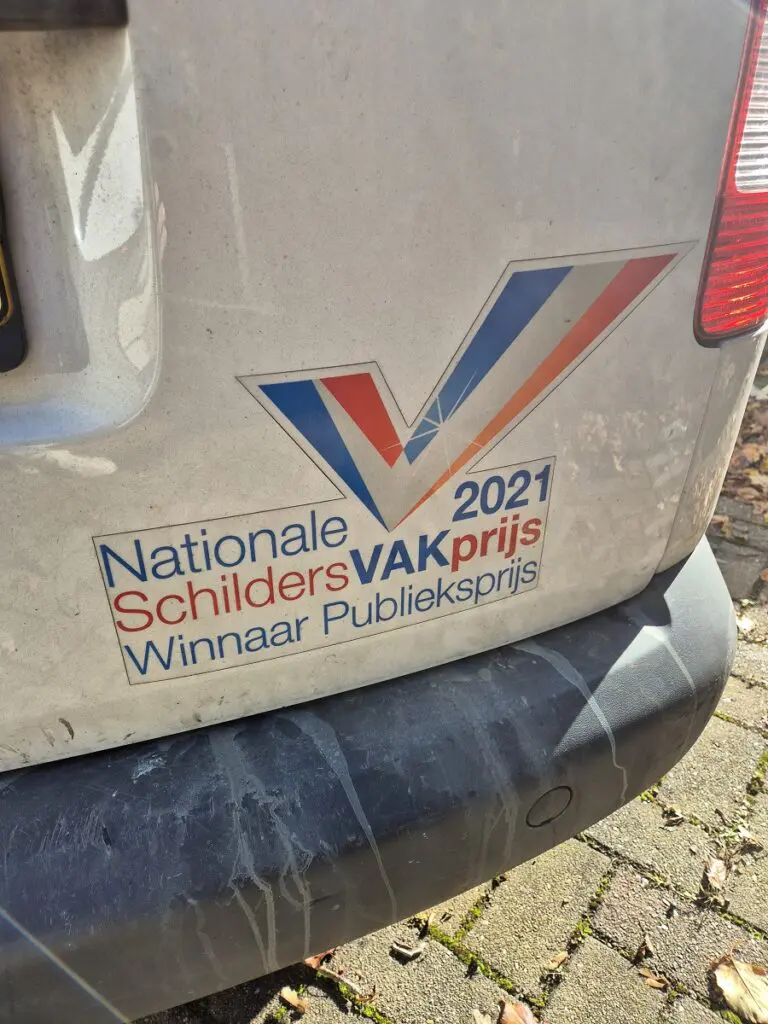 Nationale 2021
SchildersVAKprijs
Winnaar Publieksprijs